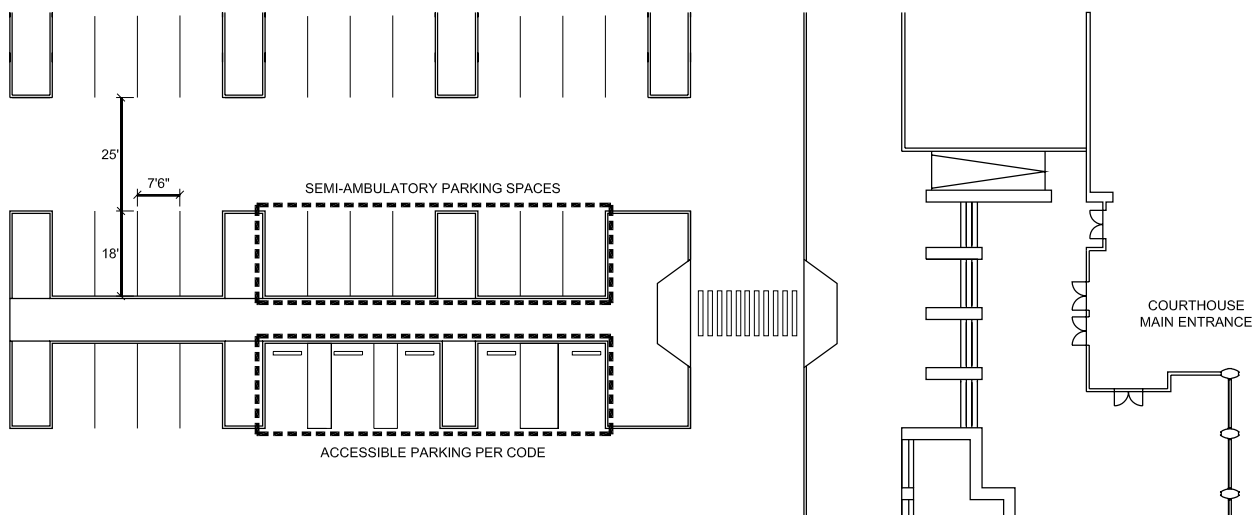 25'
7'6"
SEMI-AMBULATORY PARKING SPACES
18'
COURTHOUSE
MAIN ENTRANCE
ACCESSIBLE PARKING PER CODE